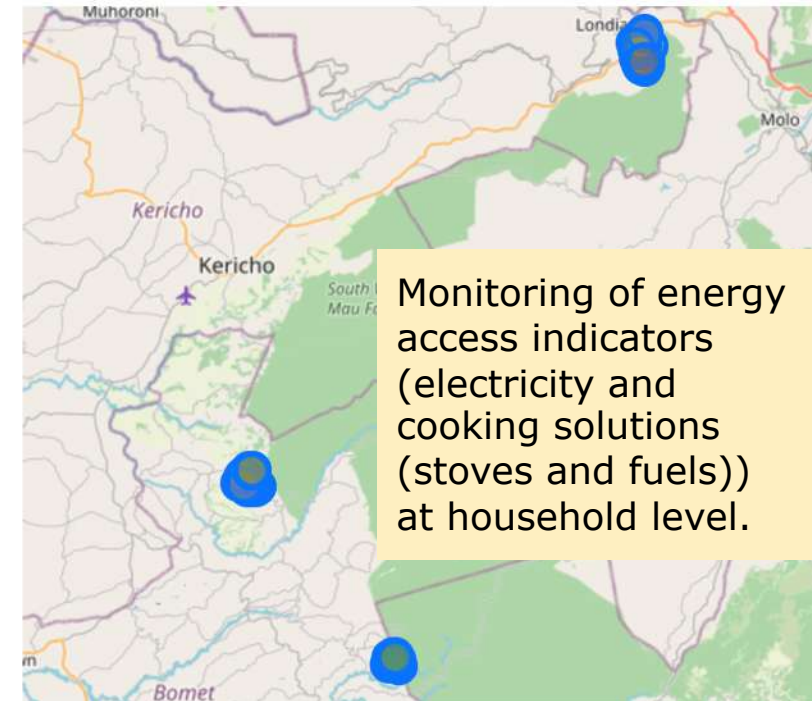 Muhoroni
Londia
Molo
Kericho
Kericho
South
Mau Fo
Monitoring of energy
access indicators
(electricity and
cooking solutions
(stoves and fuels))
at household level.
Bomet